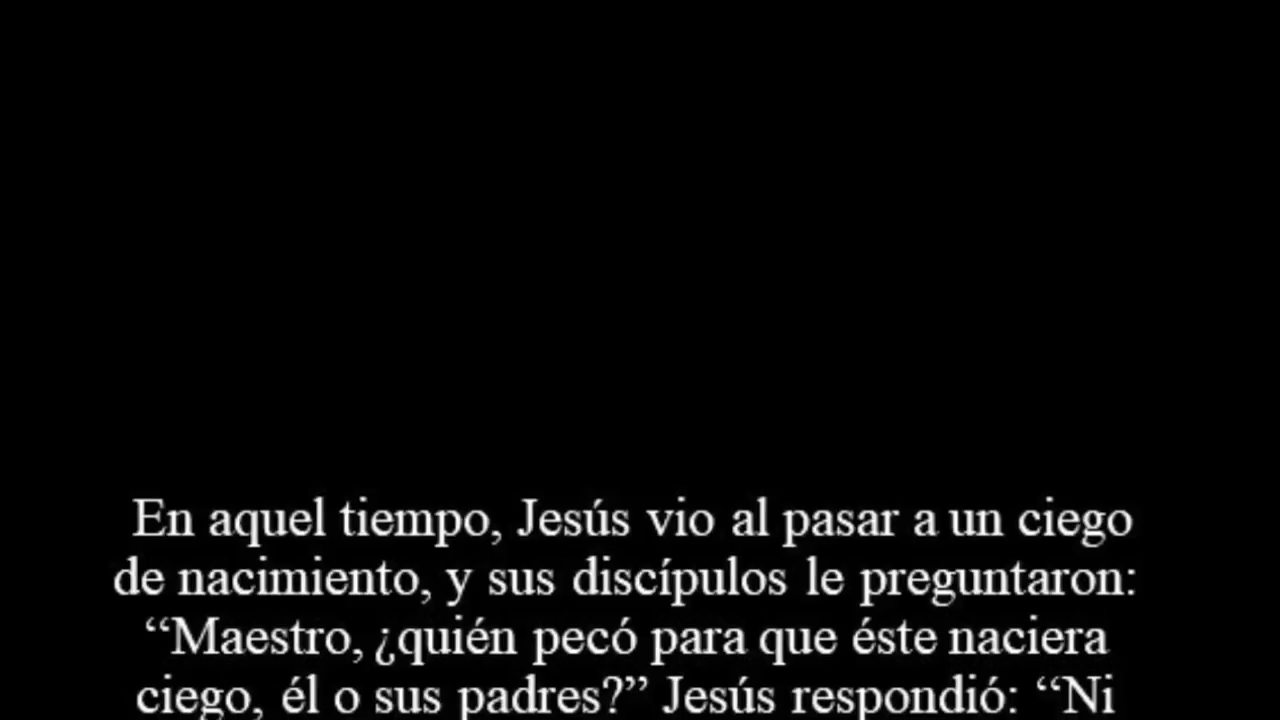 En aquel tiempo, Jesús vio al pasar a un ciego
de nacimiento, y sus discípulos le preguntaron:
“Maestro, ¿quién pecó para que éste naciera
ciego, él o sus padres?” Jesús respondió: “Ni